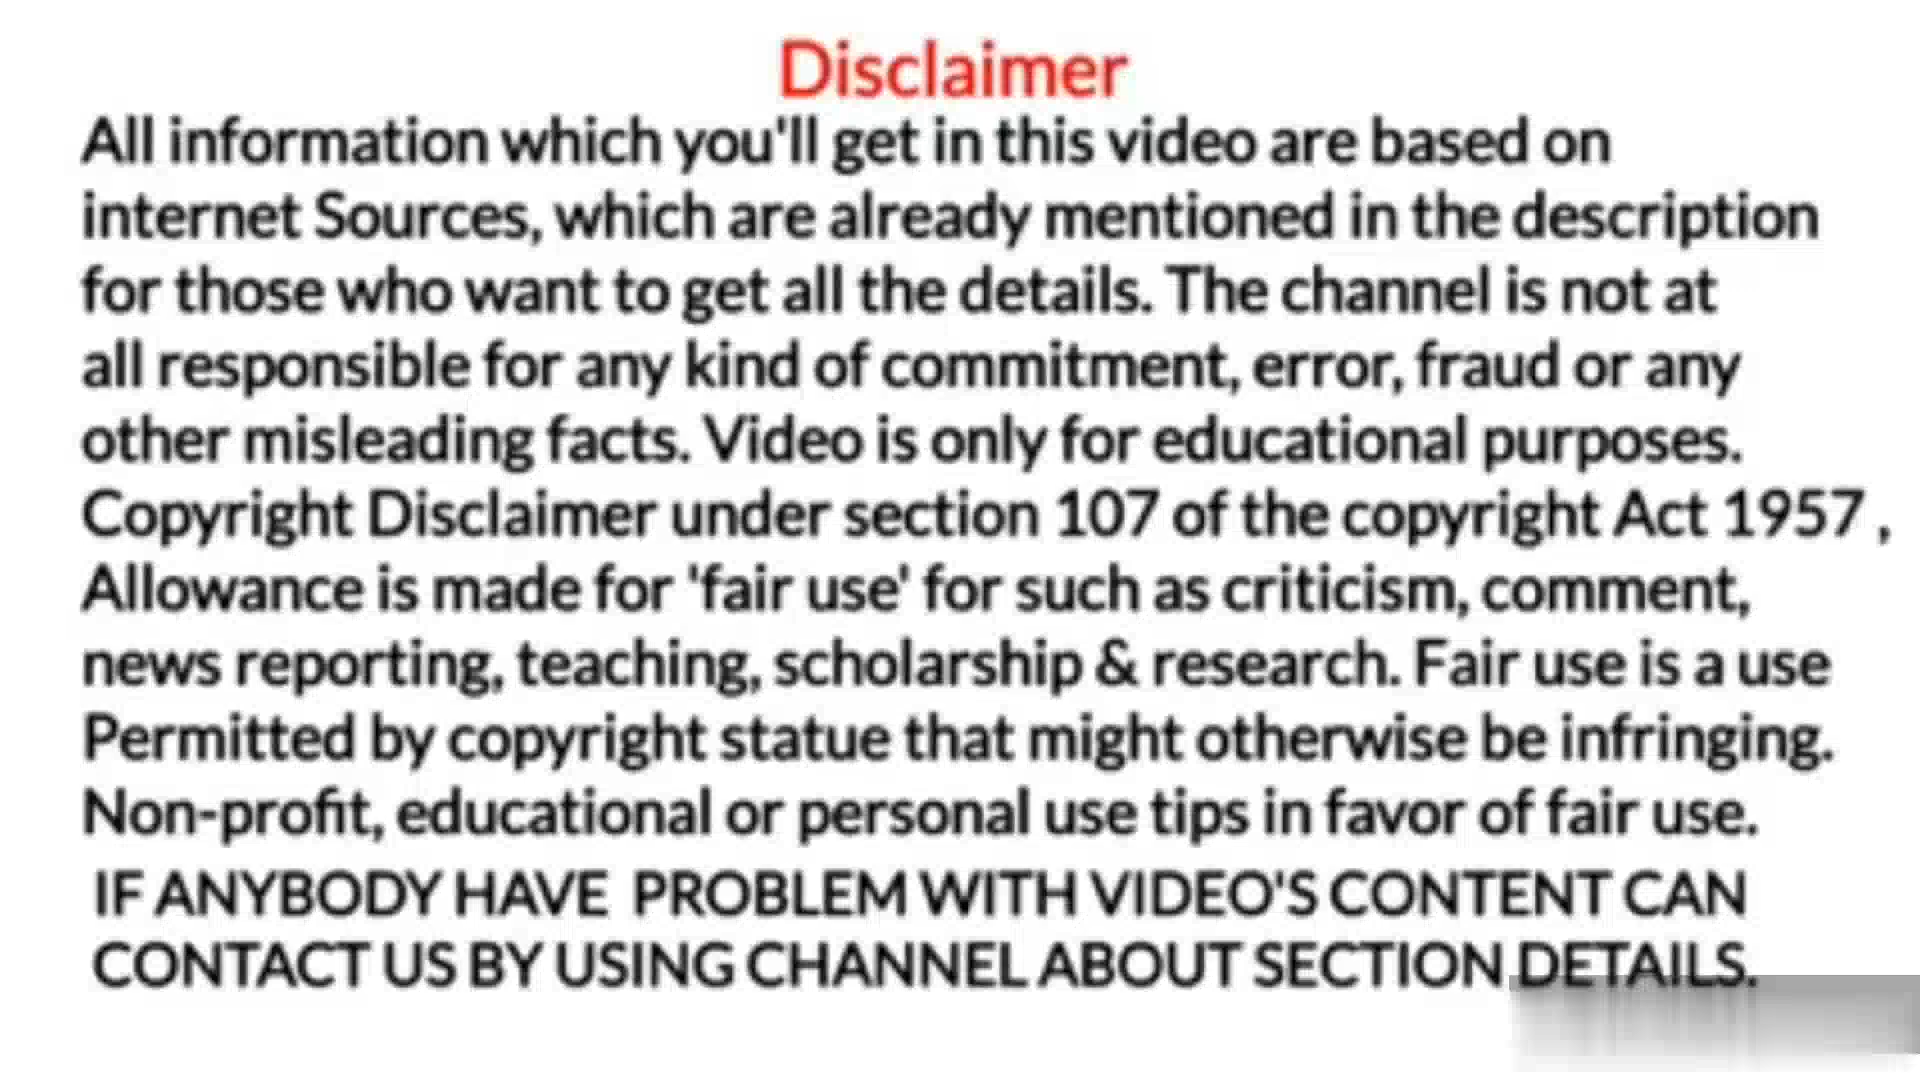 Disclaimer
All information which you'll get in this video are based on
internet Sources, which are already mentioned in the description
for those who want to get all the details. The channel is not at
all responsible for any kind of commitment, error, fraud or any
other misleading facts. Video is only for educational purposes.
Copyright Disclaimer under section 107 of the copyright Act 1957 ,
Allowance is made for 'fair use' for such as criticism, comment,
news reporting, teaching, scholarship & research. Fair use is a use
Permitted by copyright statue that might otherwise be infringing.
Non-profit, educational or personal use tips in favor of fair use.
IF ANYBODY HAVE PROBLEM WITH VIDEO'S CONTENT CAN
CONTACT US BY USING CHANNEL ABOUT SECTION DETAILS.